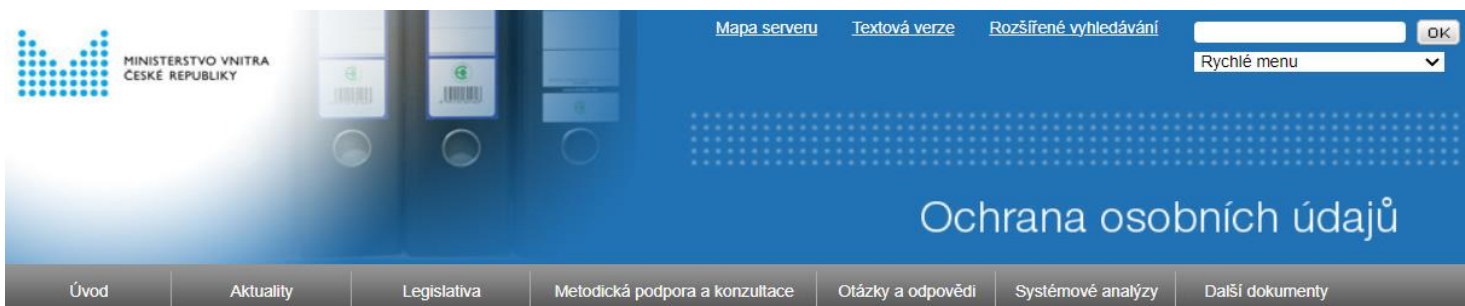 Mapa serveru Textová verze Rozšířené vyhledávání OK
MINISTERSTVO VNITRA
ČESKÉ REPUBLIKY
Rychlé menu
Ochrana osobních údajů
Úvod Aktuality Legislativa Metodická podpora a konzultace Otázky a odpovědi Systémové analýzy Další dokumenty